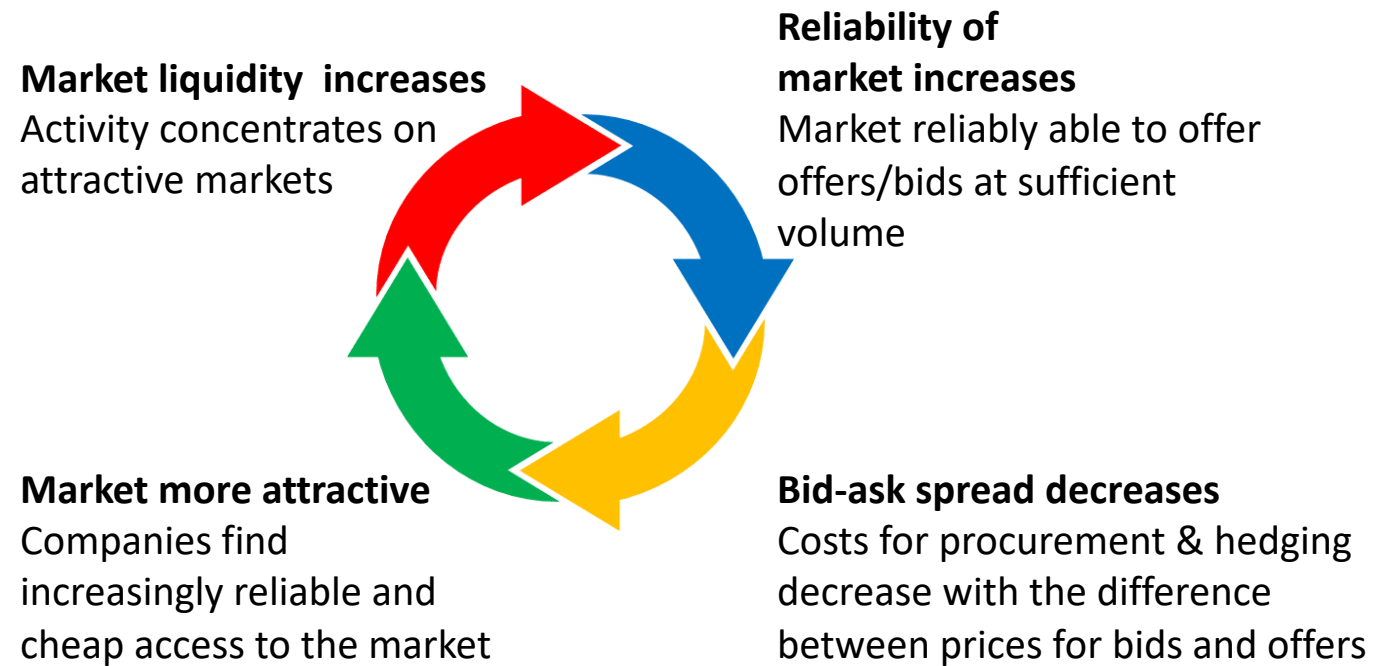 Market liquidity  increases
Activity concentrates on
attractive markets
Reliability of
market increases
Market reliably able to offer
offers/bids at sufficient
volume
Market more attractive
Companies find
increasingly reliable and
cheap access to the market
Bid-ask spread decreases
Costs for procurement & hedging
decrease with the difference
between prices for bids and offers